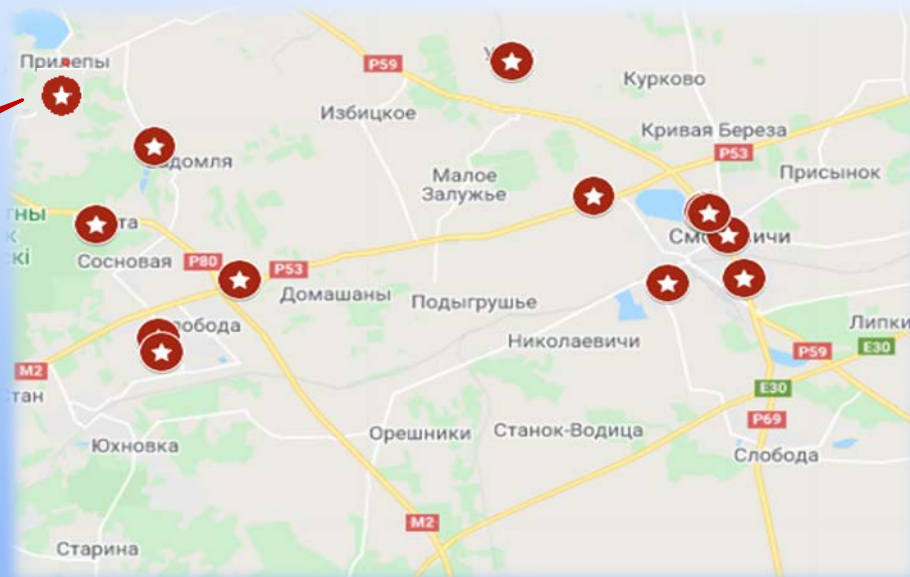 Прилепы
P59
Курково
Избицкое
Кривая Береза
P53
Присынок
Малое
Залужье
Сосновая
P80
P53
Домашаны
Подыгрушье
Липки
Николаевичи
P59
E30
M2
E30
P69
Юхновка
Орешники
Станок-Водица
Слобода
M2
Старина